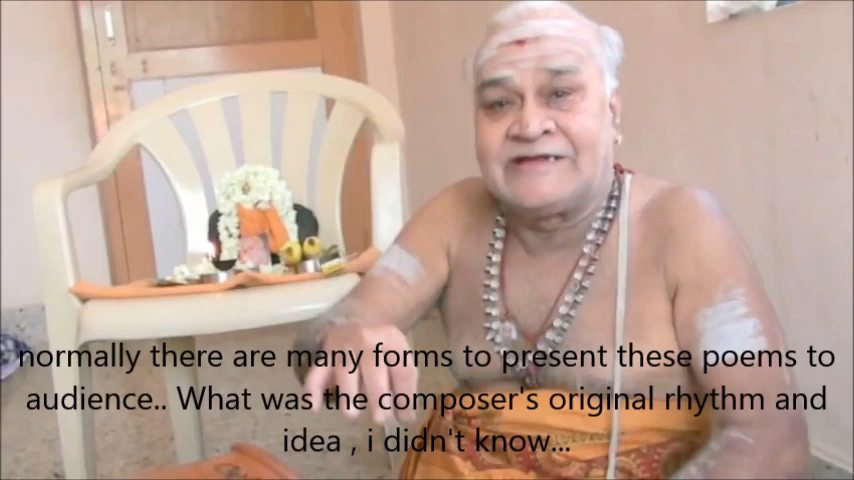 normally there are many forms to present these poems to
audience.. What was the composer's original rhythm and
idea , i didn't know...